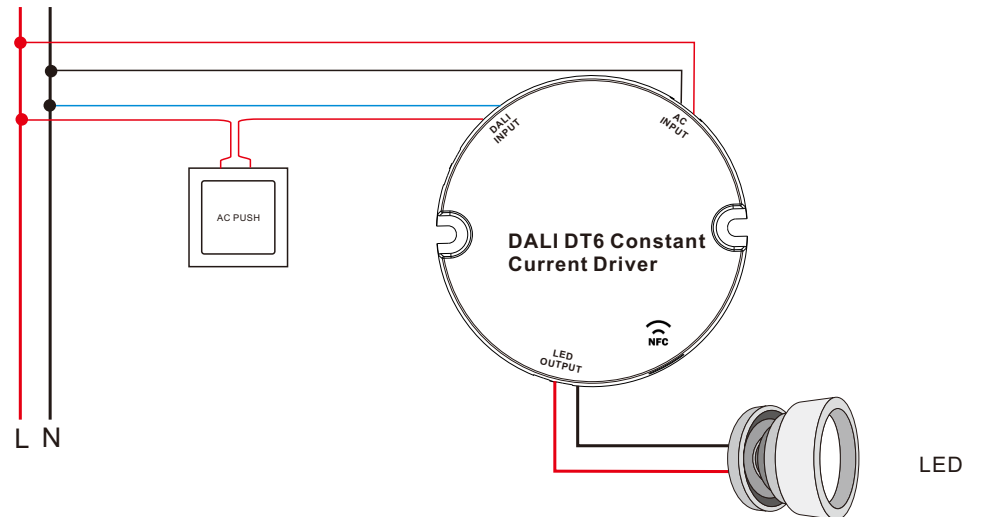 DALI
INPUT
AC
INPUT
AC PUSH
DALI DT6 Constant
Current Driver
NFC
LED
OUTPUT
L N
LED